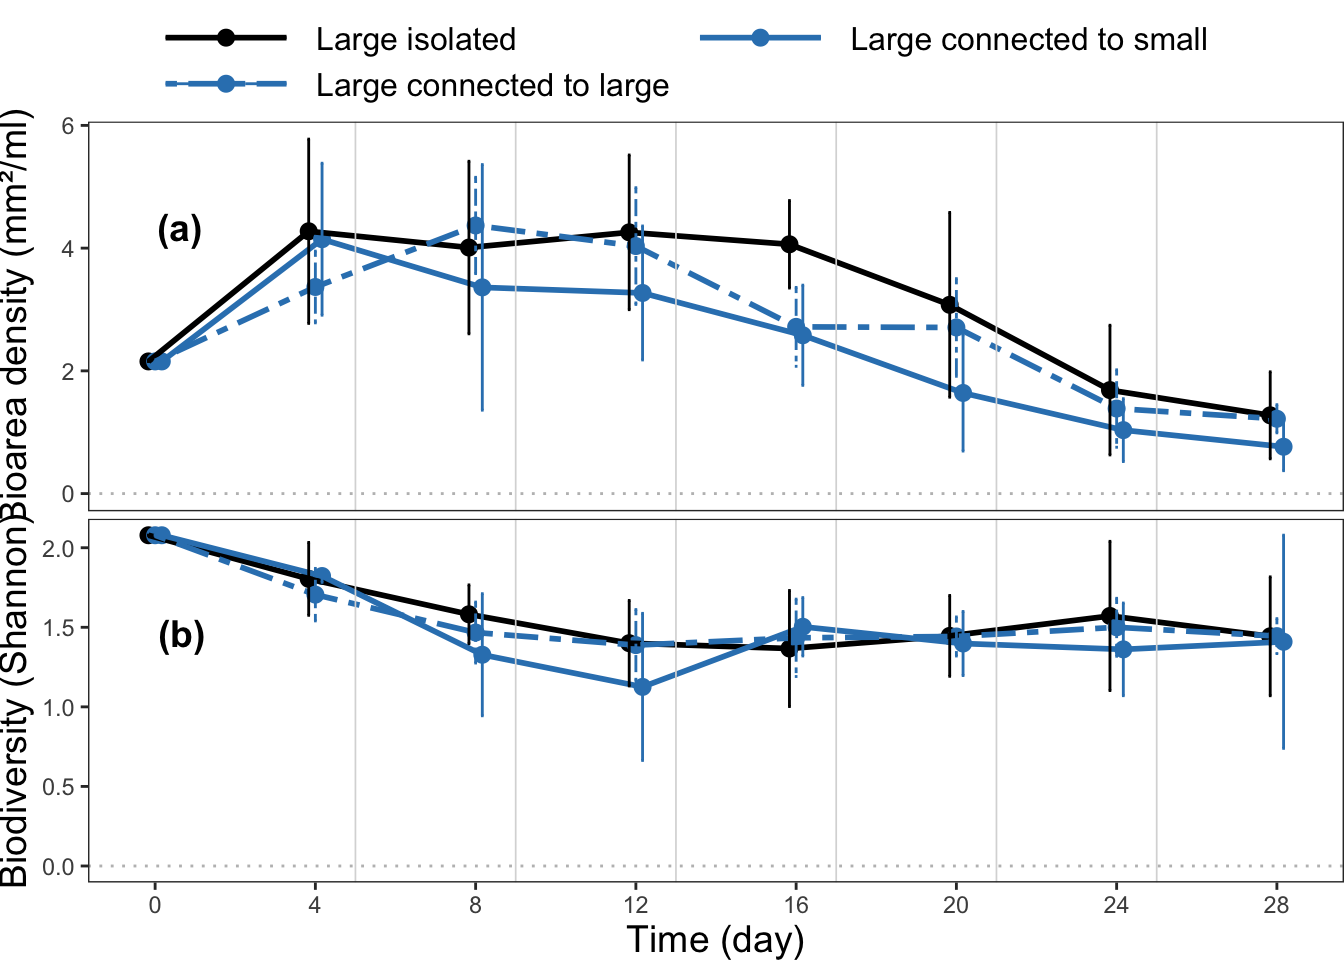 Large isolated
Large connected to small
Large connected to large
Bioarea density (mm²/ml)
6
4
2
0
(a)
Biodiversity (Shannon)
2.0
1.5
1.0
0.5
0.0
(b)
0 4 8 12 16 20 24 28
Time (day)